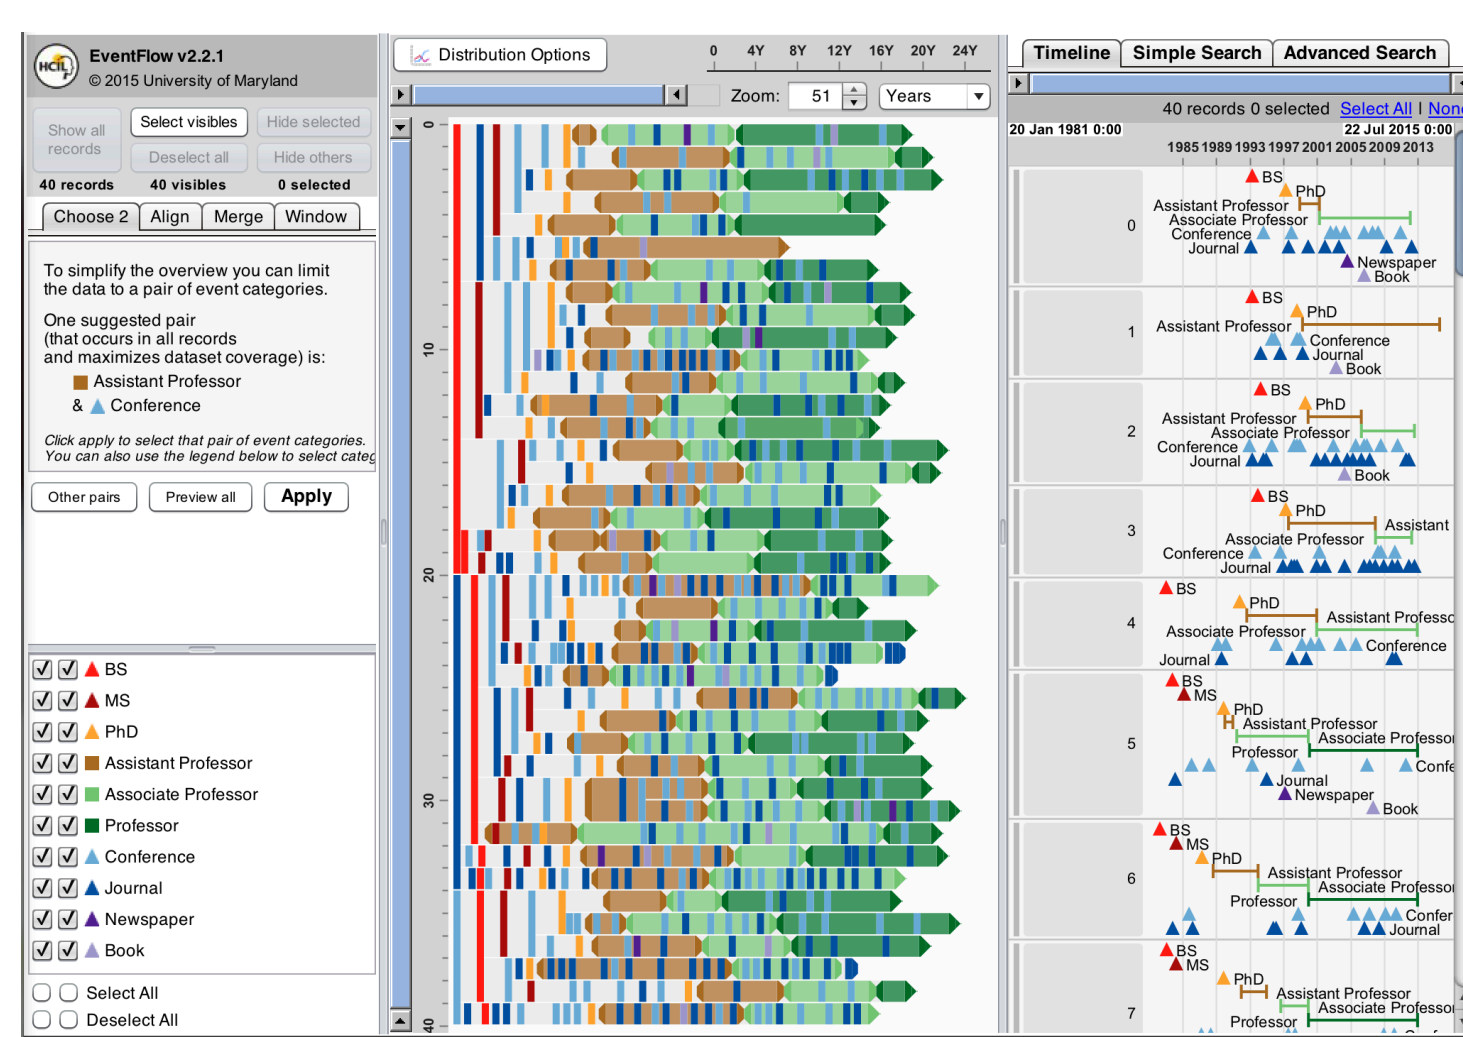 HCIL
EventFlow v2.2.1
© 2015 University of Maryland
Show all
records
Select visibles
Hide selected
Deselect all
Hide others
40 records
40 visibles
0 selected
Choose 2
Align
Merge
Window
To simplify the overview you can limit
the data to a pair of event categories.
One suggested pair
(that occurs in all records
and maximizes dataset coverage) is:
Assistant Professor
& Conference
Click apply to select that pair of event categories.
You can also use the legend below to select categ
Other pairs
Preview all
Apply
BS
MS
PhD
Assistant Professor
Associate Professor
Professor
Conference
Journal
Newspaper
Book
Select All
Deselect All
Distribution Options
0 4Y 8Y 12Y 16Y 20Y 24Y
Zoom: 51 Years
0
10
20
30
40
Timeline
Simple Search
Advanced Search
40 records 0 selected Select All | None
20 Jan 1981 0:00
22 Jul 2015 0:00
1985 1989 1993 1997 2001 2005 2009 2013
0
BS
PhD
Assistant Professor
Associate Professor
Conference
Journal
Newspaper
Book
1
BS
PhD
Assistant Professor
Conference
Journal
Book
2
BS
PhD
Assistant Professor
Associate Professor
Conference
Journal
Book
3
BS
PhD
Assistant
Associate Professor
Conference
Journal
4
BS
PhD
Assistant Professo
Associate Professor
Conference
Journal
5
BS
MS
PhD
Assistant Professor
Associate Professor
Professor
Confe
Journal
Newspaper
Book
6
BS
MS
PhD
Assistant Professor
Associate Professor
Professor
Confer
Journal
7
BS
MS
PhD
Assistant Professor
Associate Professor
Professor